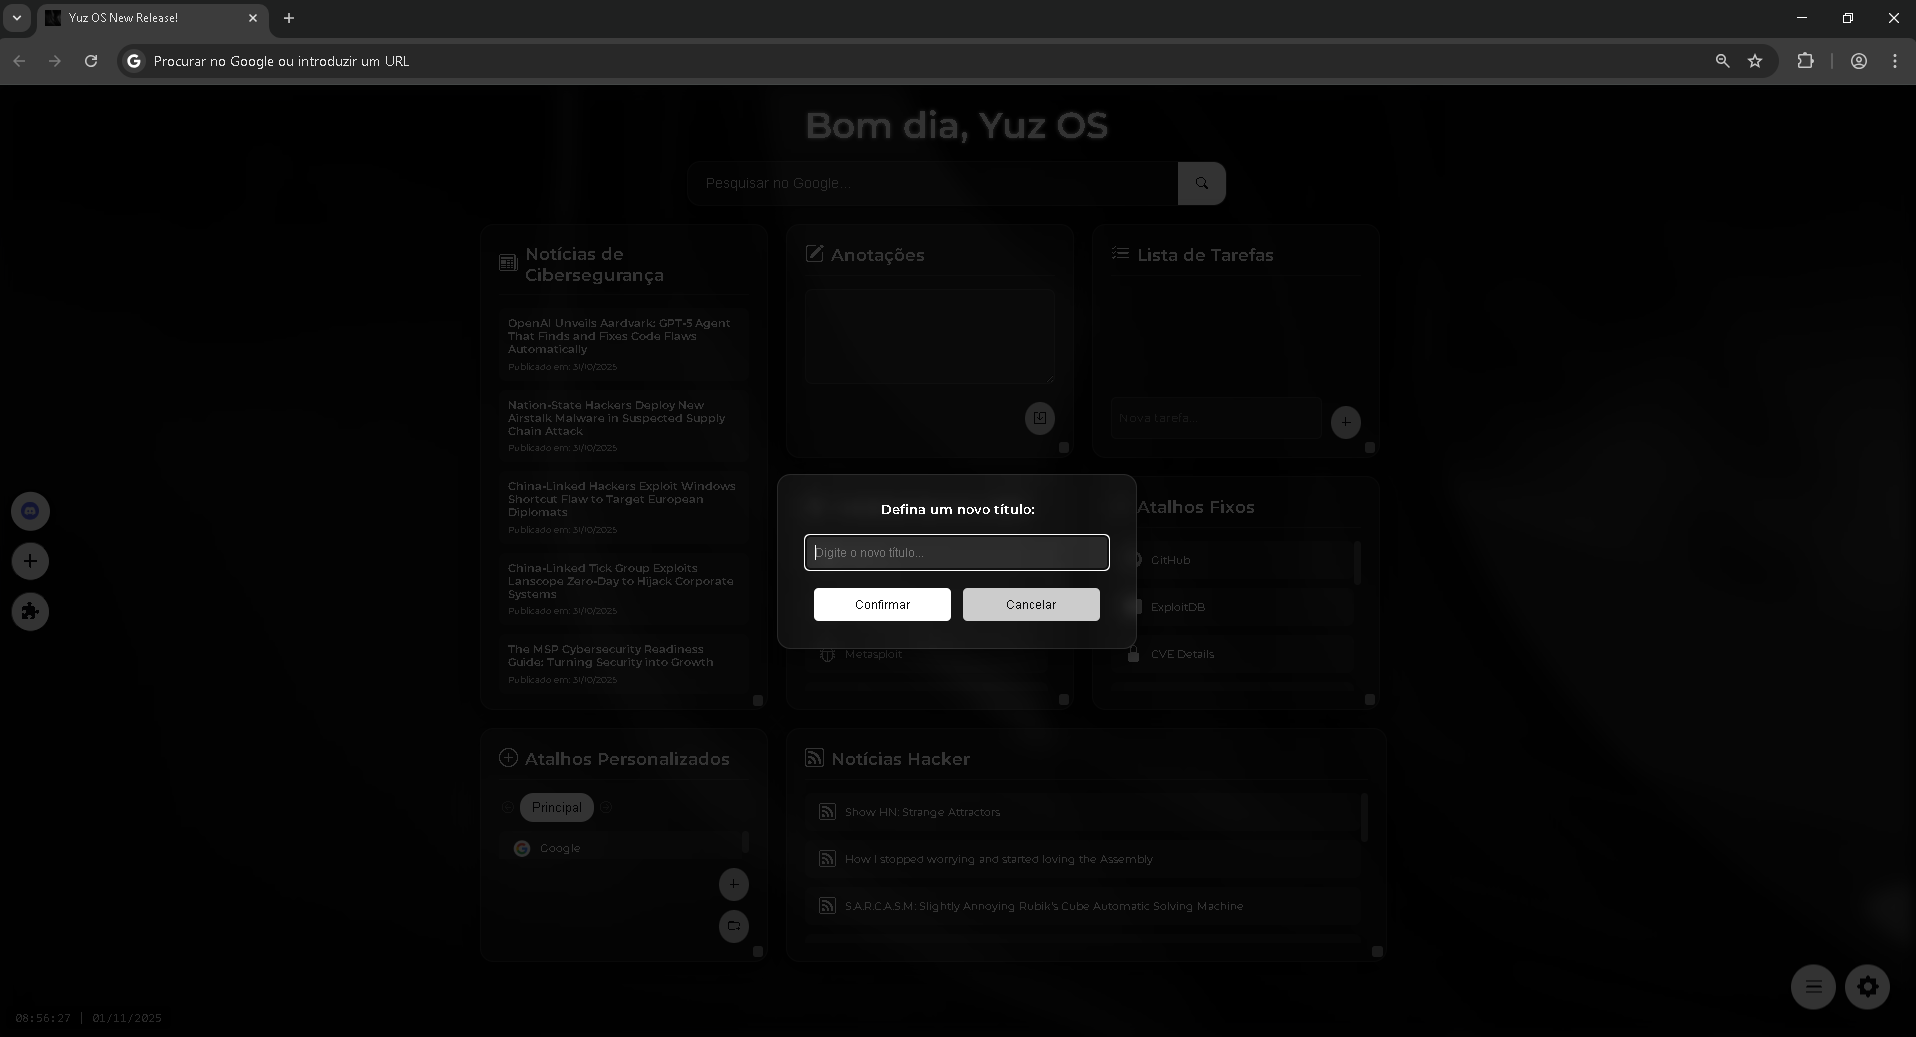 Yuz OS New Release!
Procurar no Google ou introduzir um URL
Bom dia, Yuz OS
Pesquisar no Google...
Notícias de
Cibersegurança
OpenAI Unveils Aardvark: GPT-5 Agent
That Finds and Fixes Code Flaws
Automatically
Publicado em: 31/10/2025
Nation-State Hackers Deploy New
Airstalk Malware in Suspected Supply
Chain Attack
Publicado em: 31/10/2025
China-Linked Hackers Exploit Windows
Shortcut Flaw to Target European
Diplomats
Publicado em: 31/10/2025
China-Linked Tick Group Exploits
Lanscope Zero-Day to Hijack Corporate
Systems
Publicado em: 31/10/2025
The MSP Cybersecurity Readiness
Guide: Turning Security into Growth
Publicado em: 31/10/2025
Anotações
Lista de Tarefas
Nova tarefa...
Defina um novo título:
Digite o novo título...
Confirmar
Cancelar
Metasploit
Atalhos Fixos
GitHub
ExploitDB
CVE Details
Atalhos Personalizados
Principal
Google
Notícias Hacker
Show HN: Strange Attractors
How I stopped worrying and started loving the Assembly
S.A.R.C.A.S.M: Slightly Annoying Rubik's Cube Automatic Solving Machine
08:56:27 | 01/11/2025